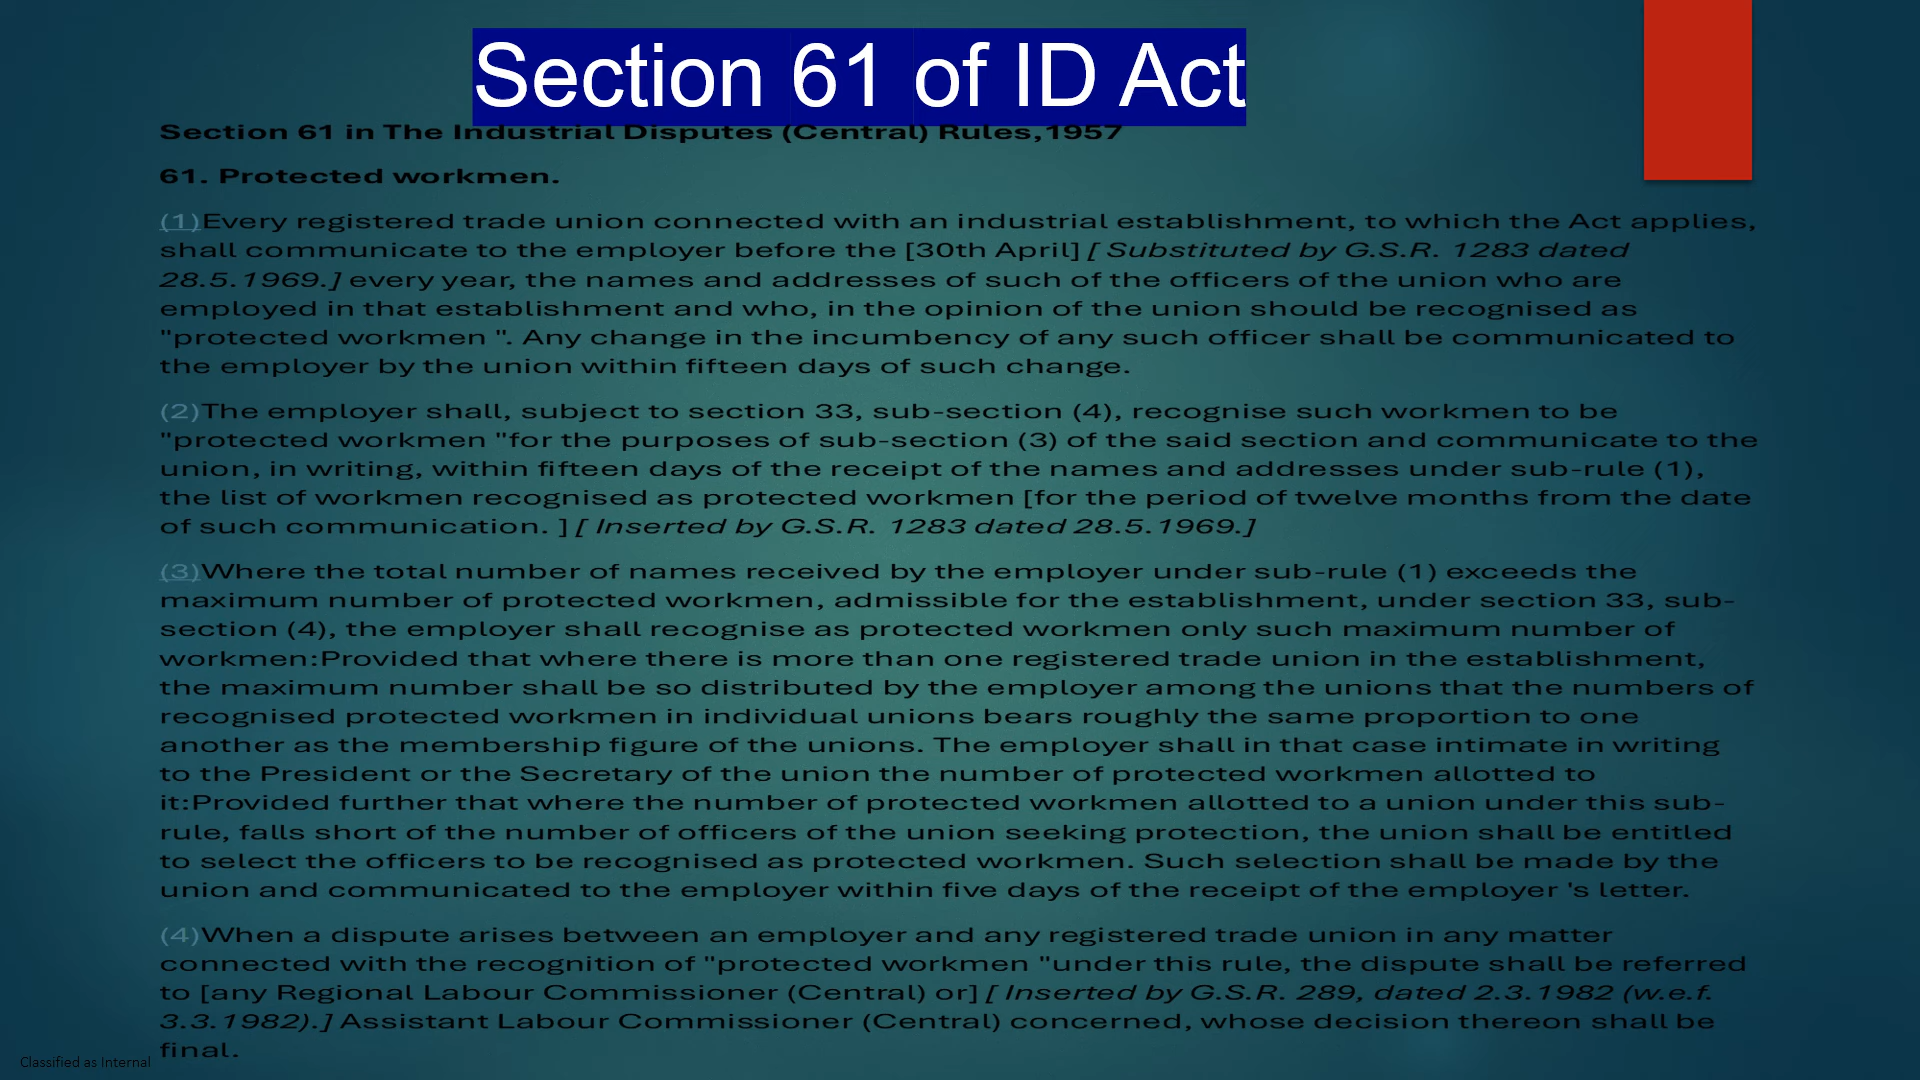 Section 61 of ID Act
Section 61 in The Industrial Disputes (Central) Rules,1957
61. Protected workmen.
(1)Every registered trade union connected with an industrial establishment, to which the Act applies,
shall communicate to the employer before the [30th April] [ Substituted by G.S.R. 1283 dated
28.5.1969.] every year, the names and addresses of such of the officers of the union who are
employed in that establishment and who, in the opinion of the union should be recognised as
"protected workmen ". Any change in the incumbency of any such officer shall be communicated to
the employer by the union within fifteen days of such change.
(2)The employer shall, subject to section 33, sub-section (4), recognise such workmen to be
"protected workmen "for the purposes of sub-section (3) of the said section and communicate to the
union, in writing, within fifteen days of the receipt of the names and addresses under sub-rule (1),
the list of workmen recognised as protected workmen [for the period of twelve months from the date
of such communication. ] [ Inserted by G.S.R. 1283 dated 28.5.1969.]
(3)Where the total number of names received by the employer under sub-rule (1) exceeds the
maximum number of protected workmen, admissible for the establishment, under section 33, sub-
section (4), the employer shall recognise as protected workmen only such maximum number of
workmen:Provided that where there is more than one registered trade union in the establishment,
the maximum number shall be so distributed by the employer among the unions that the numbers of
recognised protected workmen in individual unions bears roughly the same proportion to one
another as the membership figure of the unions. The employer shall in that case intimate in writing
to the President or the Secretary of the union the number of protected workmen allotted to
it:Provided further that where the number of protected workmen allotted to a union under this sub-
rule, falls short of the number of officers of the union seeking protection, the union shall be entitled
to select the officers to be recognised as protected workmen. Such selection shall be made by the
union and communicated to the employer within five days of the receipt of the employer 's letter.
(4)When a dispute arises between an employer and any registered trade union in any matter
connected with the recognition of "protected workmen "under this rule, the dispute shall be referred
to [any Regional Labour Commissioner (Central) or] [ Inserted by G.S.R. 289, dated 2.3.1982 (w.e.f.
3.3.1982).] Assistant Labour Commissioner (Central) concerned, whose decision thereon shall be
final.
Classified as Internal